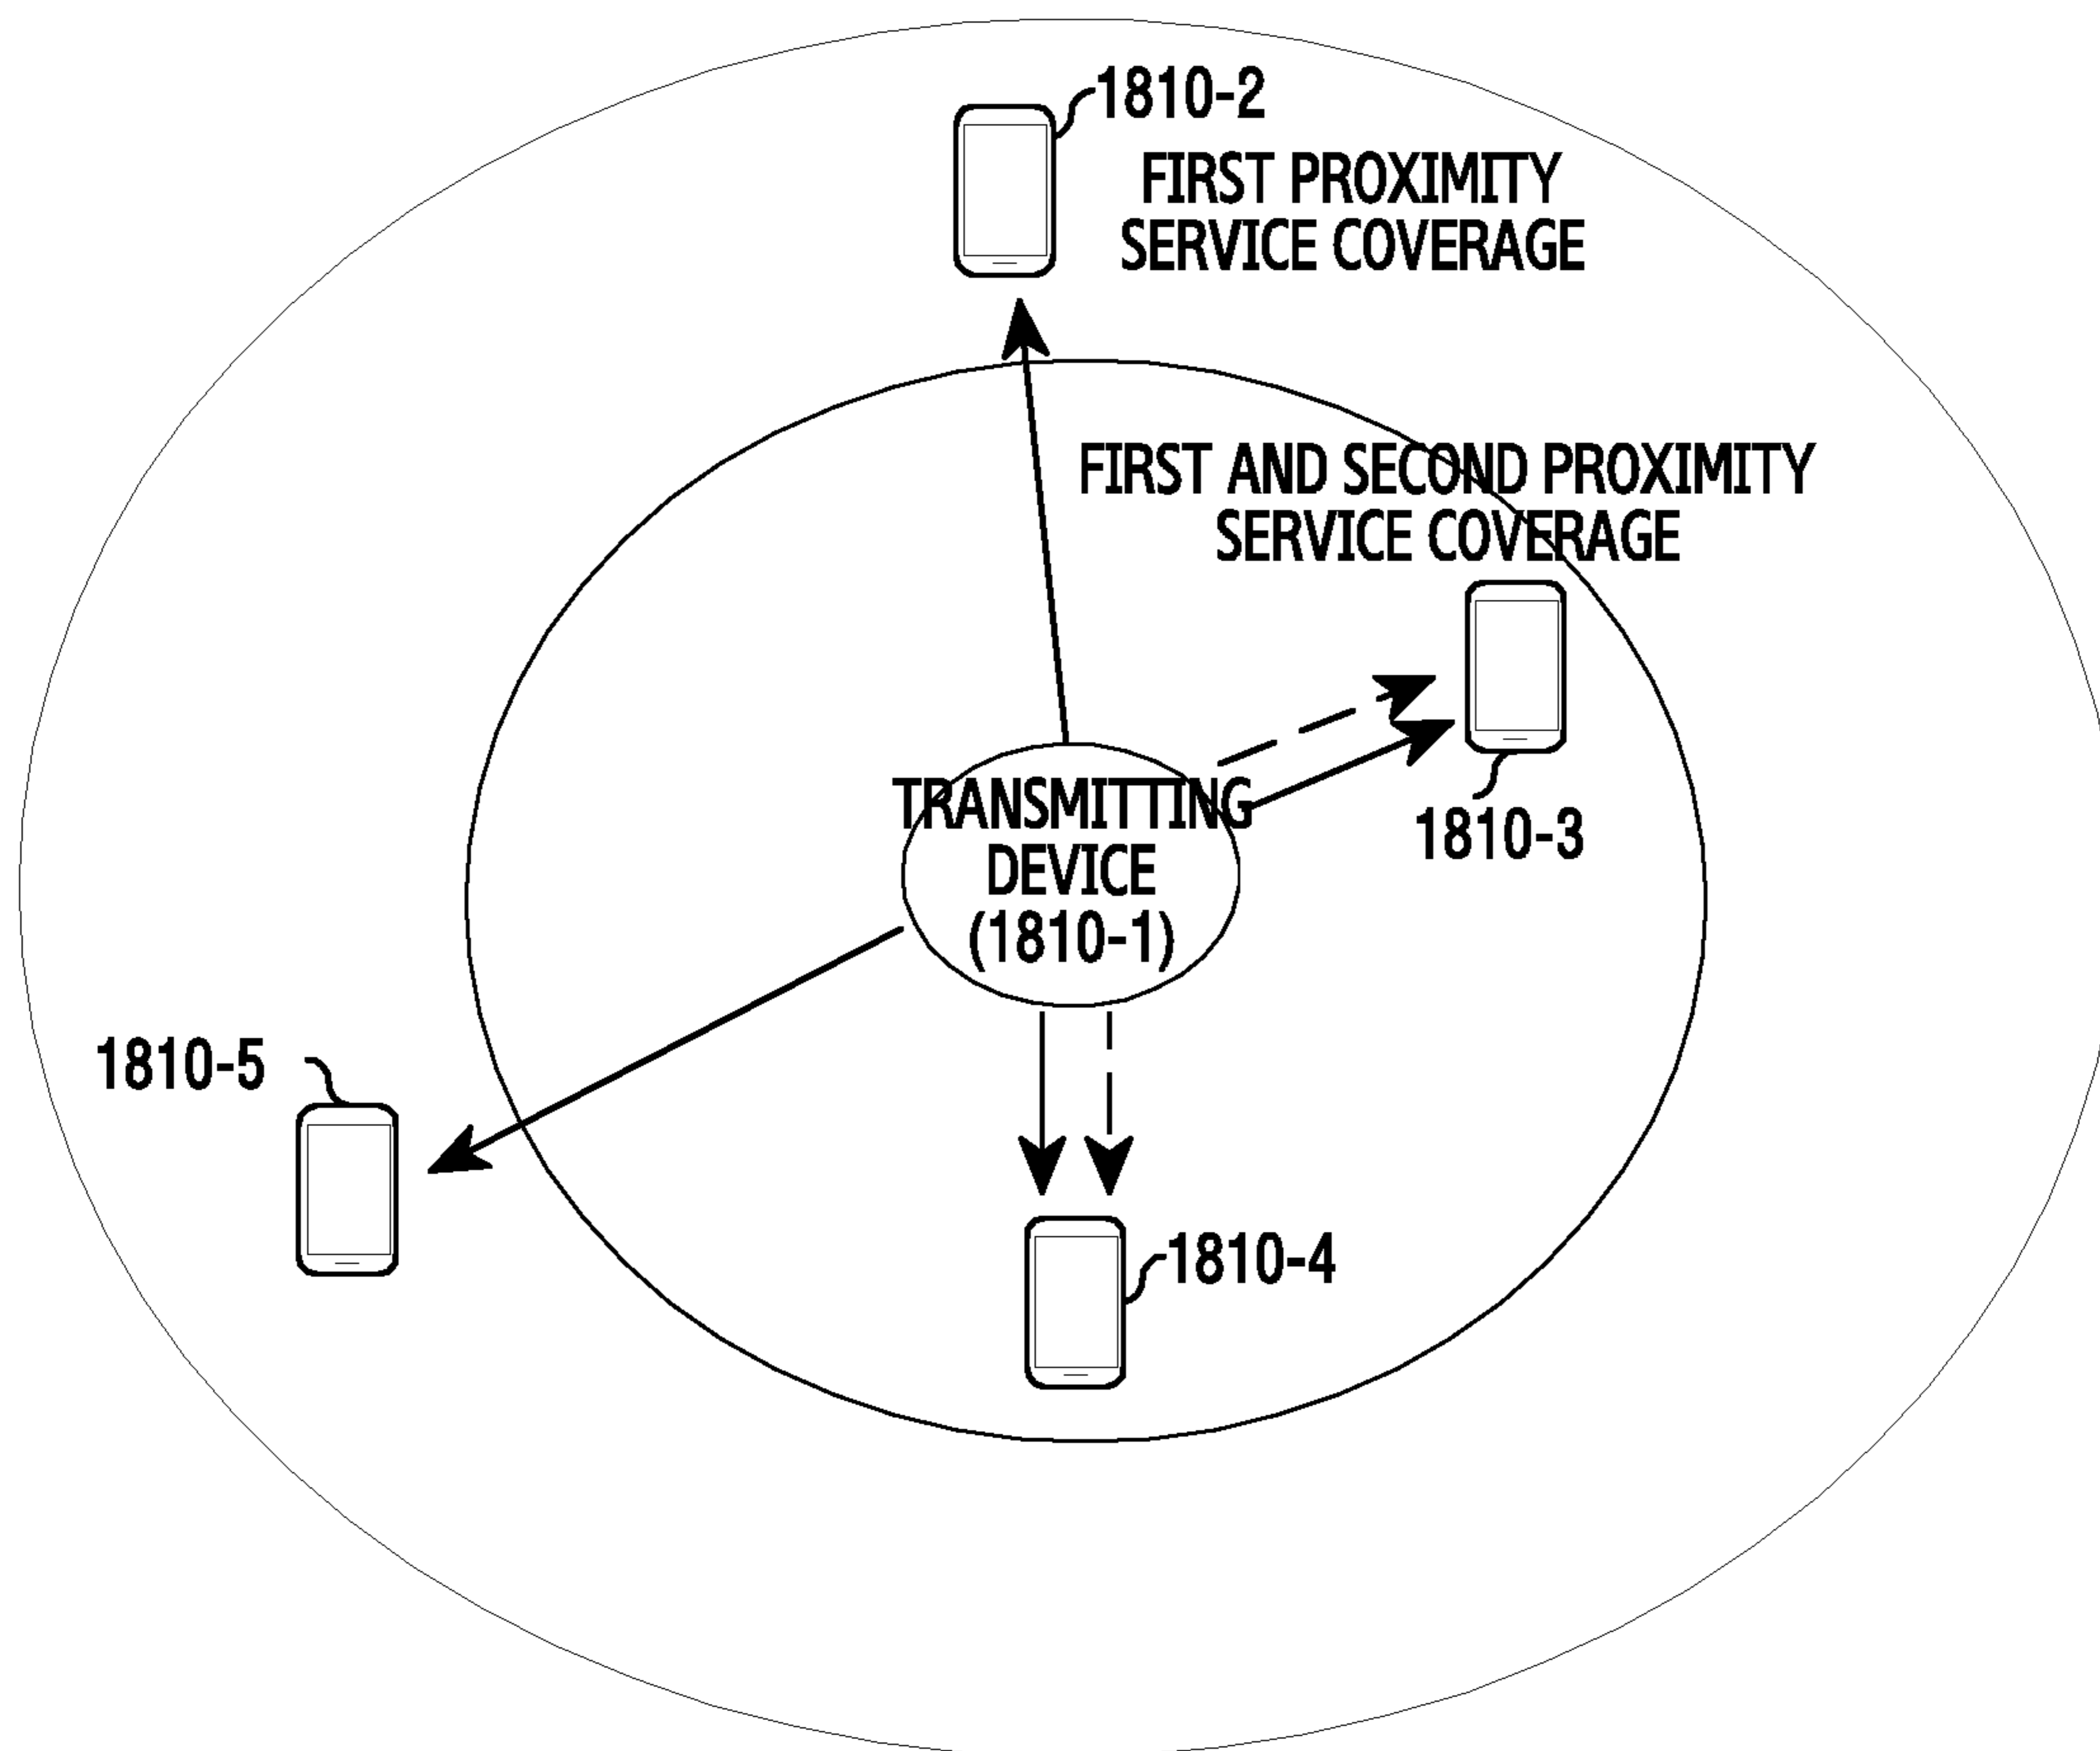 1810-2
FIRST PROXIMITY
SERVICE COVERAGE
FIRST AND SECOND PROXIMITY
SERVICE COVERAGE
TRANSMITTING
DEVICE
(1810-1)
1810-3
1810-5
1810-4